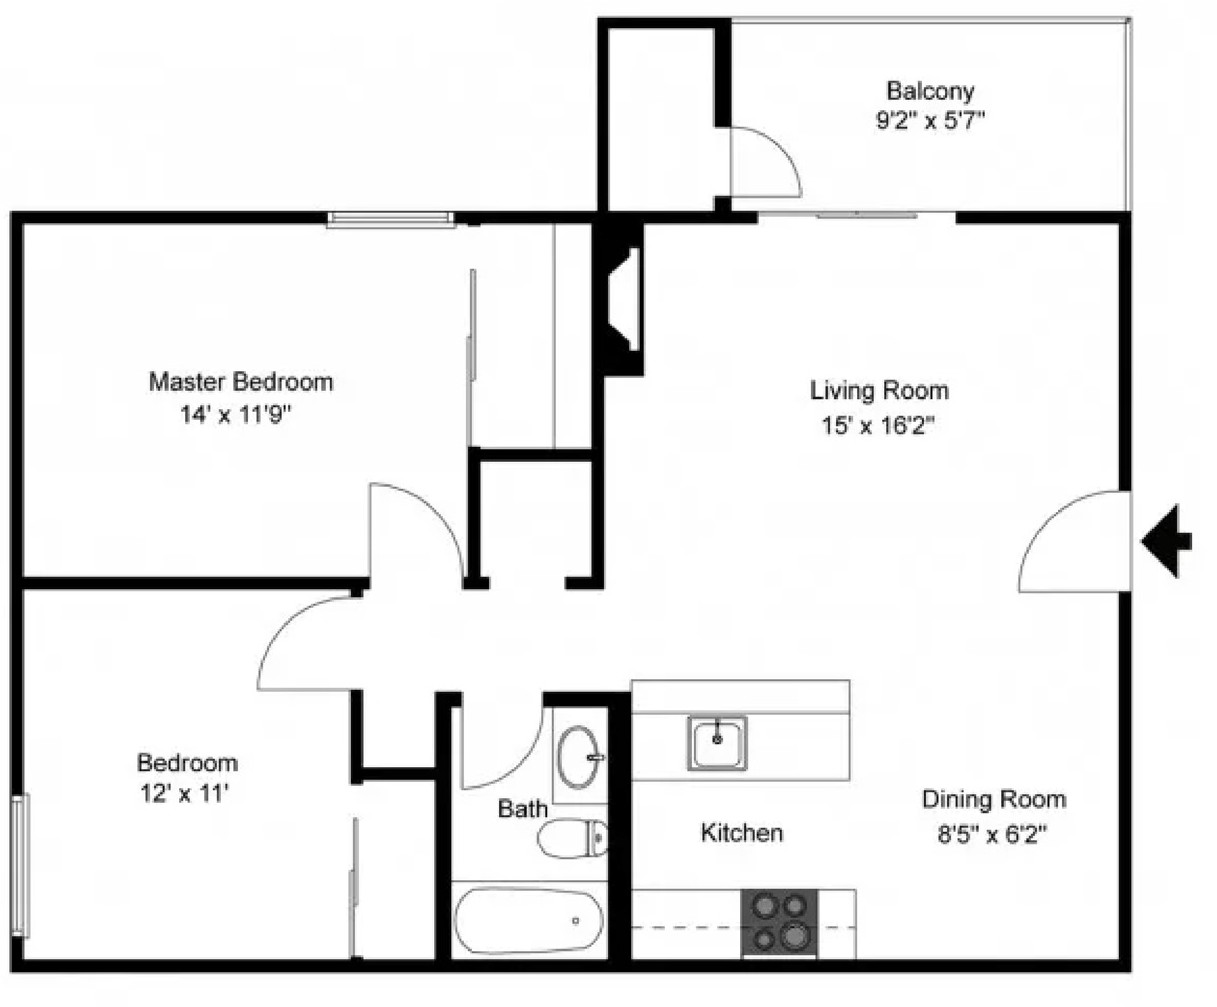 Balcony
9'2" x 5'7"
Master Bedroom
14' x 11'9"
Living Room
15' x 16'2"
Bedroom
12' x 11'
Bath
Kitchen
Dining Room
8'5" x 6'2"